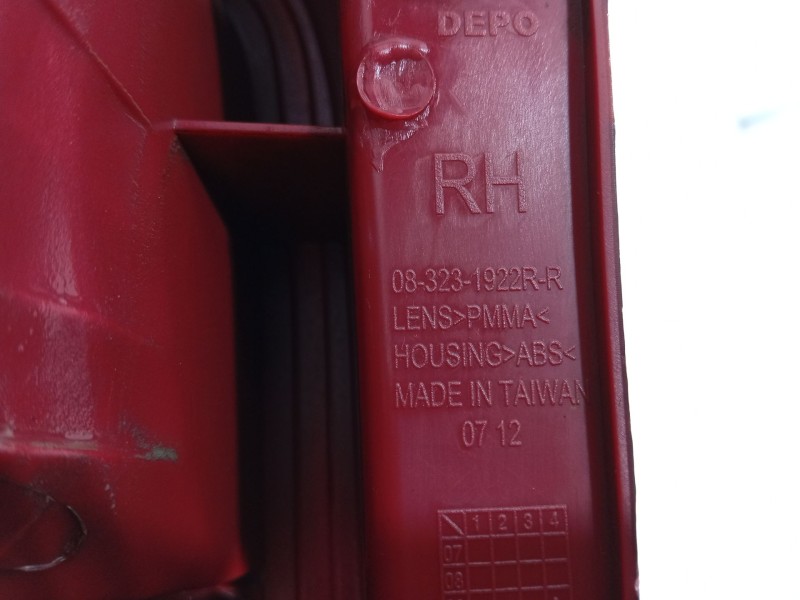 DEPO
RH
08-323-1922R-R
LENS>PMMA<
HOUSING>ABS<
MADE IN TAIWAN
07 12
1 2 3 4
07
08